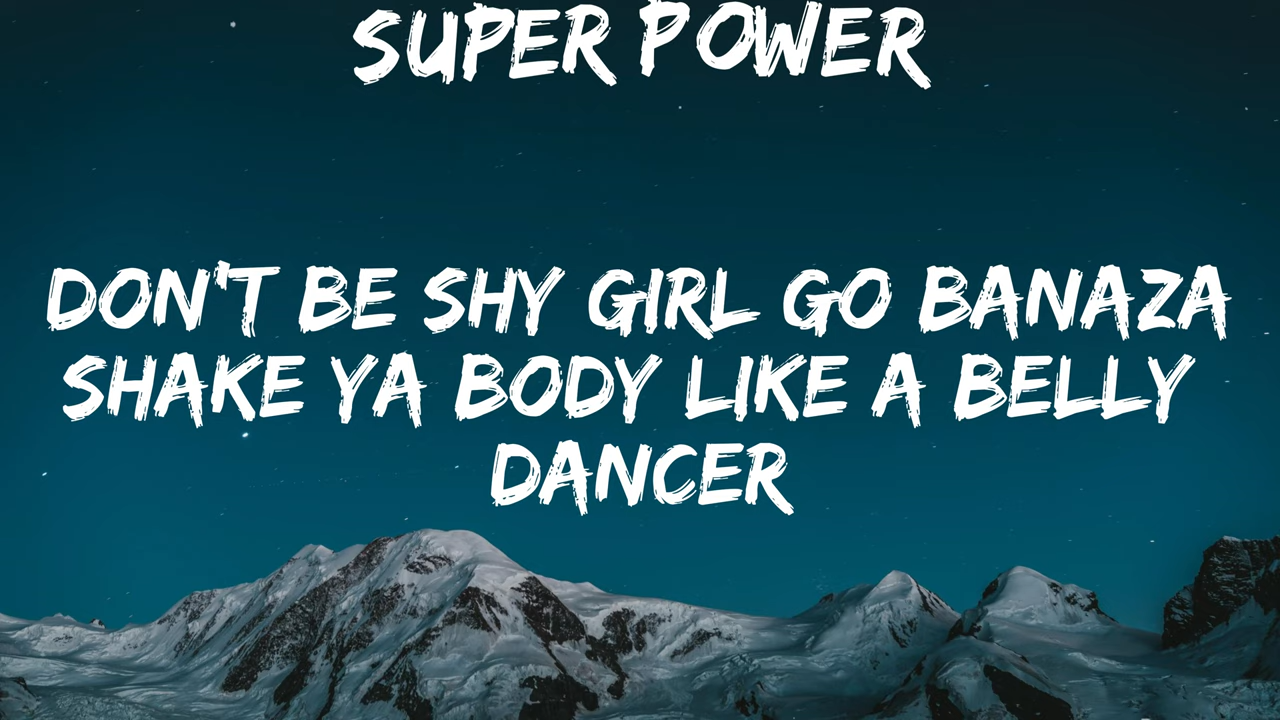 SUPER POWER
DON'T BE SHY GIRL GO BANAZA
SHAKE YA BODY LIKE A BELLY
DANCER